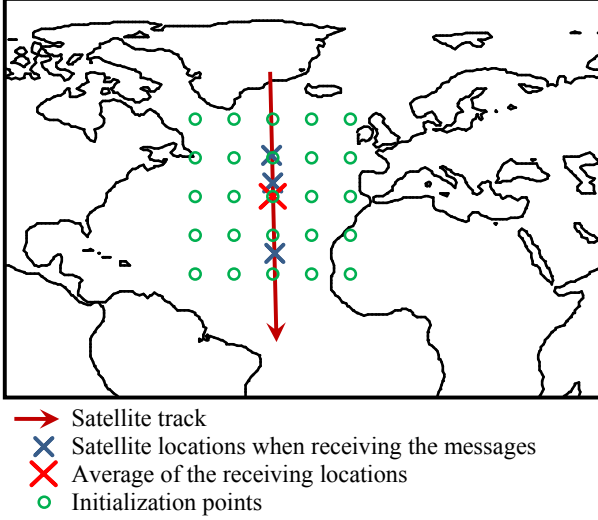 Satellite track
Satellite locations when receiving the messages
Average of the receiving locations
Initialization points